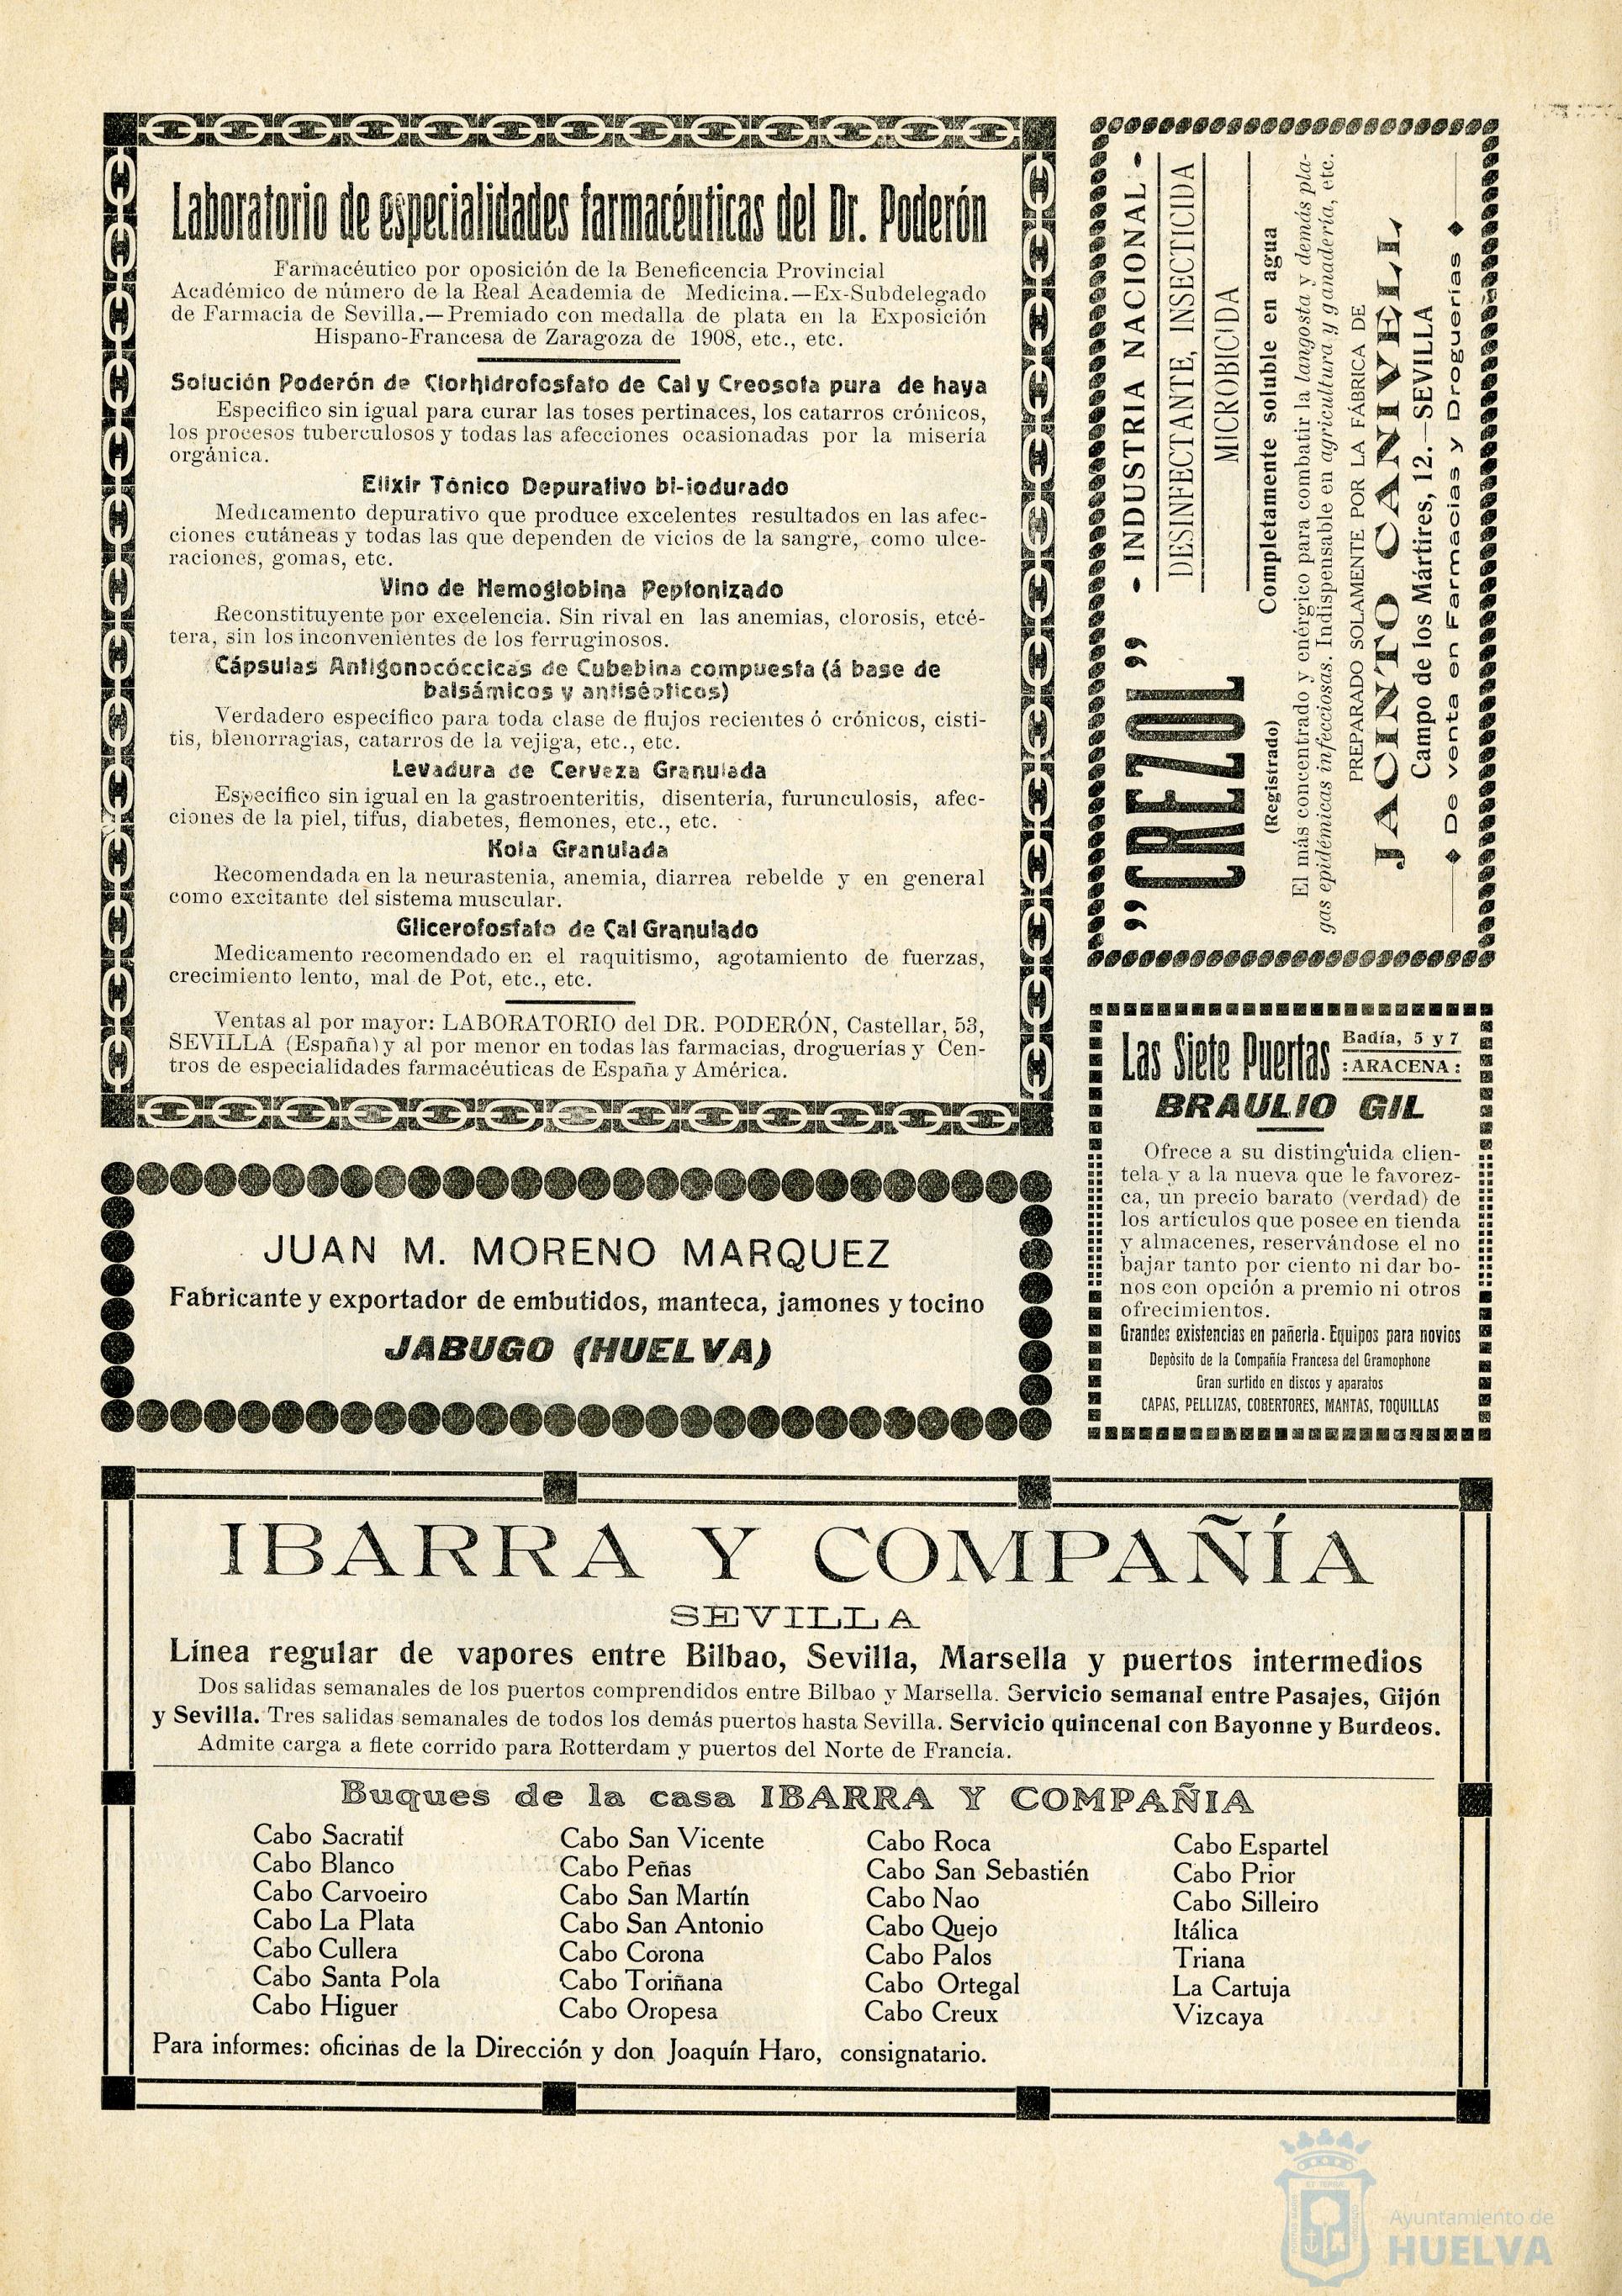 Laboratorio de especialidades farmacéuticas del Dr. Poderón
Farmacéutico por oposición de la Beneficencia Provincial
Académico de número de la Real Academia de Medicina.—Ex-Subdelegado
de Farmacia de Sevilla.—Premiado con medalla de plata en la Exposición
Hispano-Francesa de Zaragoza de 1908, etc., etc.
Solución Poderón de Clorhidrofosfato de Cal y Creosota pura de haya
Especifico sin igual para curar las toses pertinaces, los catarros crónicos,
los procesos tuberculosos y todas las afecciones ocasionadas por la miseria
orgánica.
Elixir Tónico Depurativo bi-iodurado
Medicamento depurativo que produce excelentes resultados en las afec-
ciones cutáneas y todas las que dependen de vicios de la sangre, como ulce-
raciones, gomas, etc.
Vino de Hemoglobina Peptonizado
Reconstituyente por excelencia. Sin rival en las anemias, clorosis, etcé-
tera, sin los inconvenientes de los ferruginosos.
Cápsulas Antigonocóccicas de Cubebina compuesta (á base de
balsámicos y antisépticos)
Verdadero especifico para toda clase de flujos recientes ó crónicos, cisti-
tis, blenorragias, catarros de la vejiga, etc., etc.
Levadura de Cerveza Granulada
Especifico sin igual en la gastroenteritis, disentería, furunculosis, afec-
ciones de la piel, tifus, diabetes, flemones, etc., etc.
Kola Granulada
Recomendada en la neurastenia, anemia, diarrea rebelde y en general
como excitante del sistema muscular.
Glicerofosfato de Cal Granulado
Medicamento recomendado en el raquitismo, agotamiento de fuerzas,
crecimiento lento, mal de Pot, etc., etc.
Ventas al por mayor: LABORATORIO del DR. PODERÓN, Castellar, 53,
SEVILLA (España) y al por menor en todas las farmacias, droguerías y Cen-
tros de especialidades farmacéuticas de España y América.
"CREZOL"
(Registrado)
- INDUSTRIA NACIONAL -
DESINFECTANTE, INSECTICIDA
MICROBICIDA
Completamente soluble en agua
El más concentrado y enérgico para combatir la langosta y demás pla-
gas epidémicas infecciosas. Indispensable en agricultura y ganadería, etc.
PREPARADO SOLAMENTE POR LA FÁBRICA DE
JACINTO CANIVELL
Campo de los Mártires, 12.—SEVILLA
◆ De venta en Farmacias y Droguerias ◆
Las Siete Puertas
Badía, 5 y 7
: ARACENA :
BRAULIO GIL
Ofrece a su distinguida clien-
tela y a la nueva que le favorez-
ca, un precio barato (verdad) de
los artículos que posee en tienda
y almacenes, reservándose el no
bajar tanto por ciento ni dar bo-
nos con opción a premio ni otros
ofrecimientos.
Grandes existencias en pañería. Equipos para novios
Depósito de la Compañía Francesa del Gramophone
Gran surtido en discos y aparatos
CAPAS, PELLIZAS, COBERTORES, MANTAS, TOQUILLAS
JUAN M. MORENO MARQUEZ
Fabricante y exportador de embutidos, manteca, jamones y tocino
JABUGO (HUELVA)
IBARRA Y COMPAÑÍA
SEVILLA
Línea regular de vapores entre Bilbao, Sevilla, Marsella y puertos intermedios
Dos salidas semanales de los puertos comprendidos entre Bilbao y Marsella. Servicio semanal entre Pasajes, Gijón
y Sevilla. Tres salidas semanales de todos los demás puertos hasta Sevilla. Servicio quincenal con Bayonne y Burdeos.
Admite carga a flete corrido para Rotterdam y puertos del Norte de Francia.
Buques de la casa IBARRA Y COMPAÑIA
Cabo Sacratif
Cabo Blanco
Cabo Carvoeiro
Cabo La Plata
Cabo Cullera
Cabo Santa Pola
Cabo Higuer
Cabo San Vicente
Cabo Peñas
Cabo San Martín
Cabo San Antonio
Cabo Corona
Cabo Toriñana
Cabo Oropesa
Cabo Roca
Cabo San Sebastién
Cabo Nao
Cabo Quejo
Cabo Palos
Cabo Ortegal
Cabo Creux
Cabo Espartel
Cabo Prior
Cabo Silleiro
Itálica
Triana
La Cartuja
Vizcaya
Para informes: oficinas de la Dirección y don Joaquín Haro, consignatario.
Ayuntamiento de
HUELVA